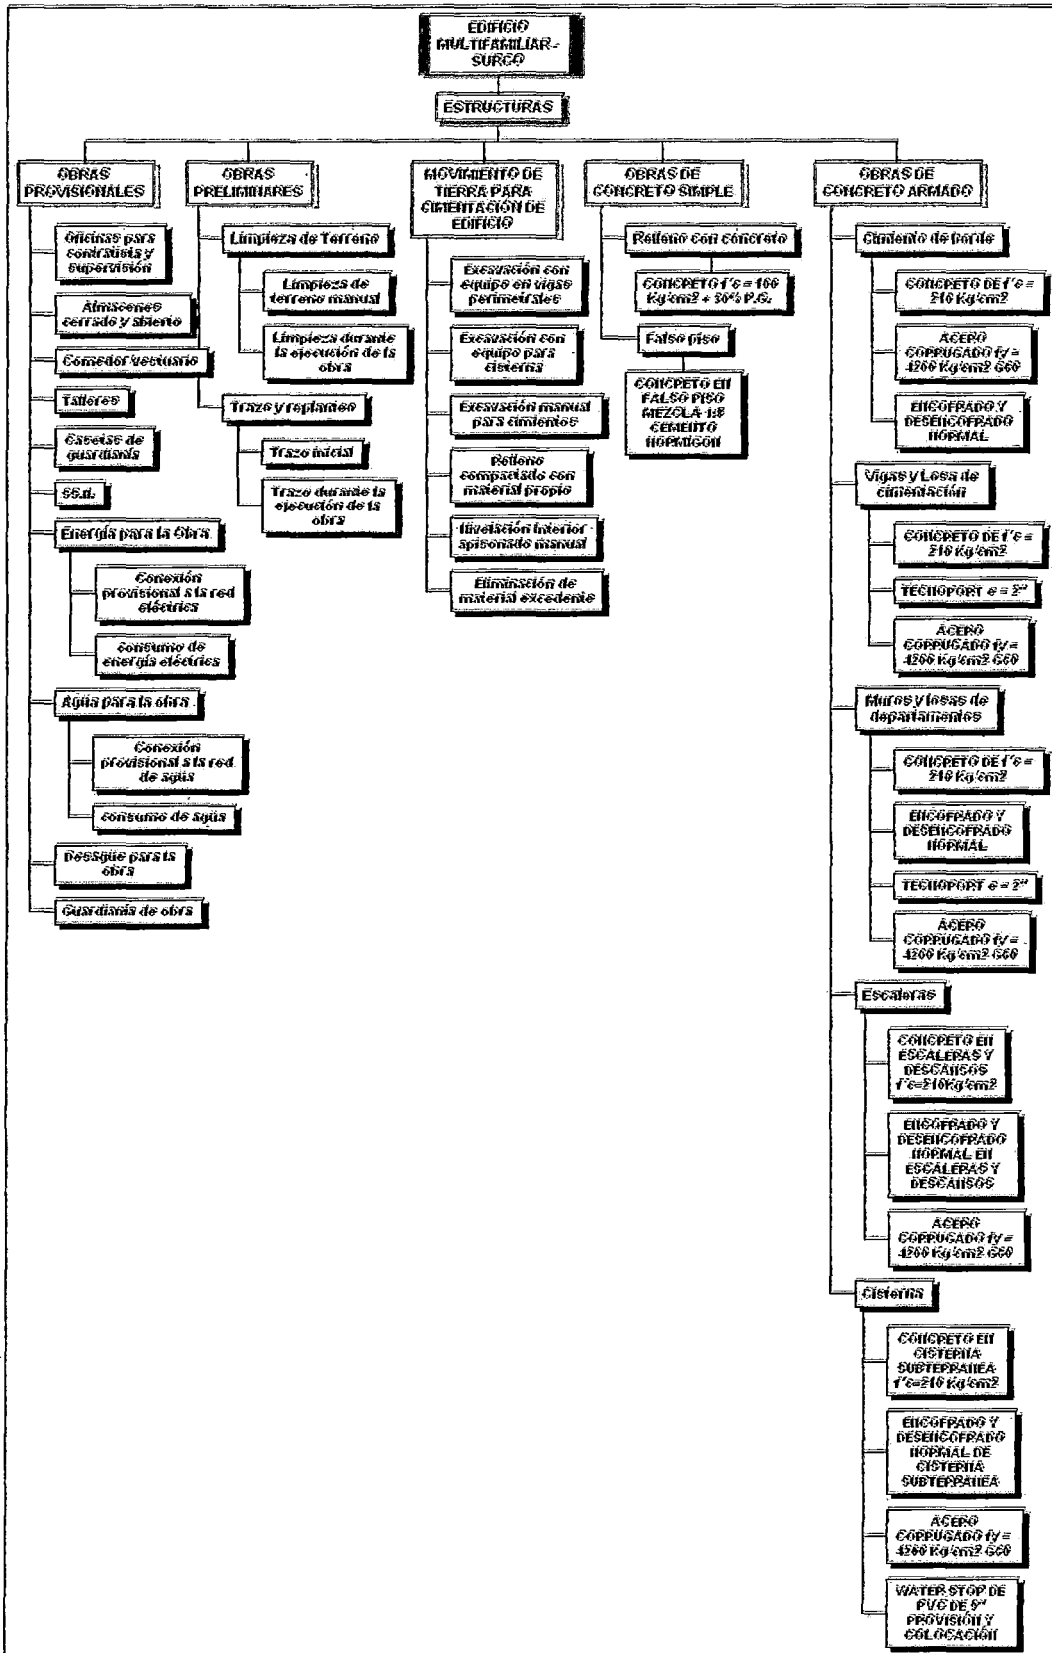 EDIFICIO
MULTIFAMILIAR-
SURCO
ESTRUCTURAS
OBRAS
PROVISIONALES
Oficinas para
contratista y
supervisión
Almacenes
cerrado y abierto
Comedor/vestuario
Talleres
Casetas de
guardianía
SS.HH.
Energía para la Obra
Conexión
provisional a la red
eléctrica
consumo de
energía eléctrica
Agua para la obra
Conexión
provisional a la red
de agua
consumo de agua
Desagüe para la
obra
Guardianía de obra
OBRAS
PRELIMINARES
Limpieza de Terreno
Limpieza de
terreno manual
Limpieza durante
la ejecución de la
obra
Trazo y replanteo
Trazo inicial
Trazo durante la
ejecución de la
obra
MOVIMIENTO DE
TIERRA PARA
CIMENTACIÓN DE
EDIFICIO
Excavación con
equipo en vigas
perimetrales
Excavación con
equipo para
cisterna
Excavación manual
para cimientos
Relleno
compactado con
material propio
Nivelación Interior
apisonado manual
Eliminación de
material excedente
OBRAS DE
CONCRETO SIMPLE
Relleno con concreto
CONCRETO f'c = 100
Kg/cm2 + 30% P.G.
Falso piso
CONCRETO EN
FALSO PISO
MEZCLA 1:8
CEMENTO
HORMIGON
OBRAS DE
CONCRETO ARMADO
Cimiento de borde
CONCRETO DE f'c =
210 Kg/cm2
ACERO
CORRUGADO fy =
4200 Kg/cm2 G60
ENCOFRADO Y
DESENCOFRADO
NORMAL
Vigas y Losa de
cimentación
CONCRETO DE f'c =
210 Kg/cm2
TECNOPORT e = 2"
ACERO
CORRUGADO fy =
4200 Kg/cm2 G60
Muros y losas de
departamentos
CONCRETO DE f'c =
210 Kg/cm2
ENCOFRADO Y
DESENCOFRADO
NORMAL
TECNOPORT e = 2"
ACERO
CORRUGADO fy =
4200 Kg/cm2 G60
Escaleras
CONCRETO EN
ESCALERAS Y
DESCANSOS
f'c=210Kg/cm2
ENCOFRADO Y
DESENCOFRADO
NORMAL EN
ESCALERAS Y
DESCANSOS
ACERO
CORRUGADO fy =
4200 Kg/cm2 G60
Cisterna
CONCRETO EN
CISTERNA
SUBTERRANEA
f'c=210 Kg/cm2
ENCOFRADO Y
DESENCOFRADO
NORMAL DE
CISTERNA
SUBTERRANEA
ACERO
CORRUGADO fy =
4200 Kg/cm2 G60
WATER STOP DE
PVC DE
PROVISIÓN Y
COLOCACIÓN